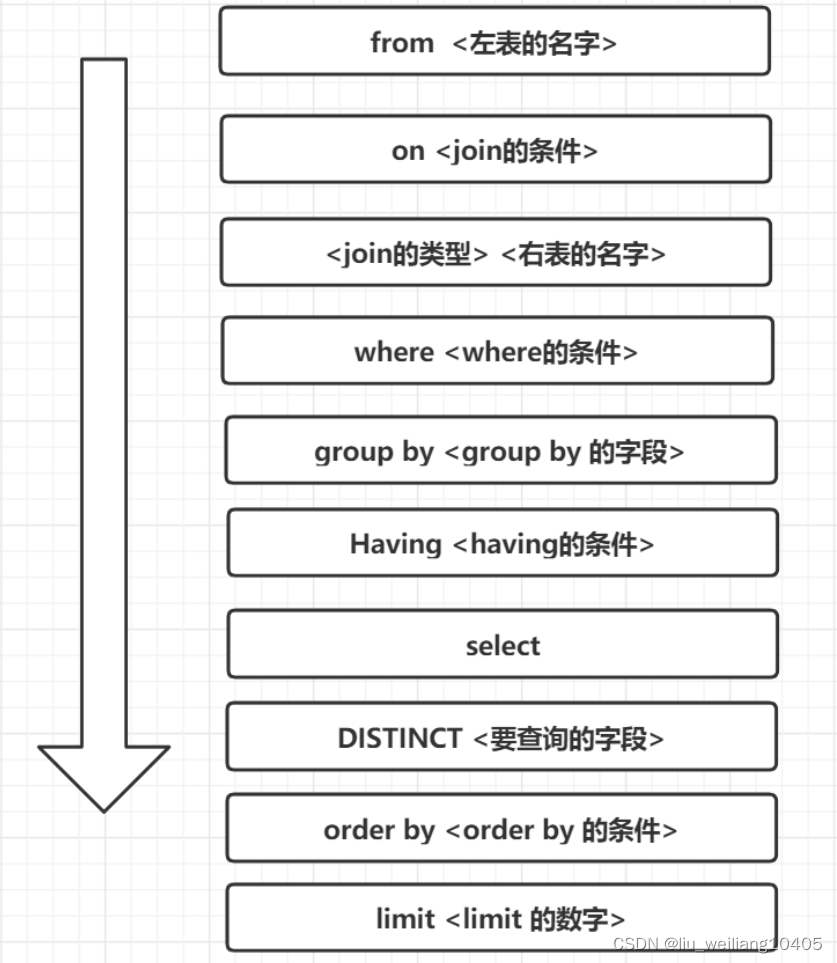 from <左表的名字>
on <join的条件>
<join的类型> <右表的名字>
where <where的条件>
group by <group by 的字段>
Having <having的条件>
select
DISTINCT <要查询的字段>
order by <order by 的条件>
limit <limit 的数字>
CSDN @liu_weiliang10405